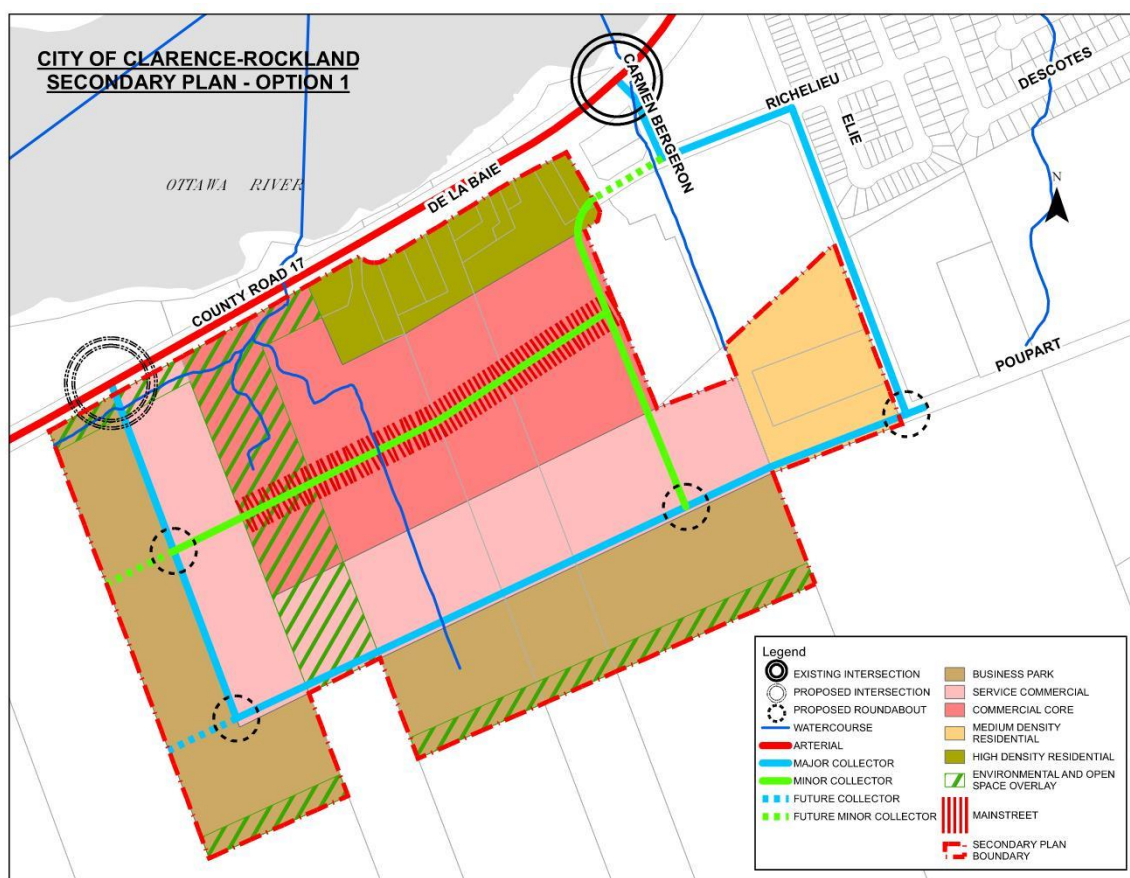 CITY OF CLARENCE-ROCKLAND
SECONDARY PLAN - OPTION 1
OTTAWA RIVER
COUNTY ROAD 17
DE LA BAIE
CARMEN BERGERON
RICHELIEU
ELIE
DESCOTES
N
POUPART
Legend
EXISTING INTERSECTION
PROPOSED INTERSECTION
PROPOSED ROUNDABOUT
WATERCOURSE
ARTERIAL
MAJOR COLLECTOR
MINOR COLLECTOR
FUTURE COLLECTOR
FUTURE MINOR COLLECTOR
BUSINESS PARK
SERVICE COMMERCIAL
COMMERCIAL CORE
MEDIUM DENSITY
RESIDENTIAL
HIGH DENSITY RESIDENTIAL
ENVIRONMENTAL AND OPEN
SPACE OVERLAY
MAINSTREET
SECONDARY PLAN
BOUNDARY